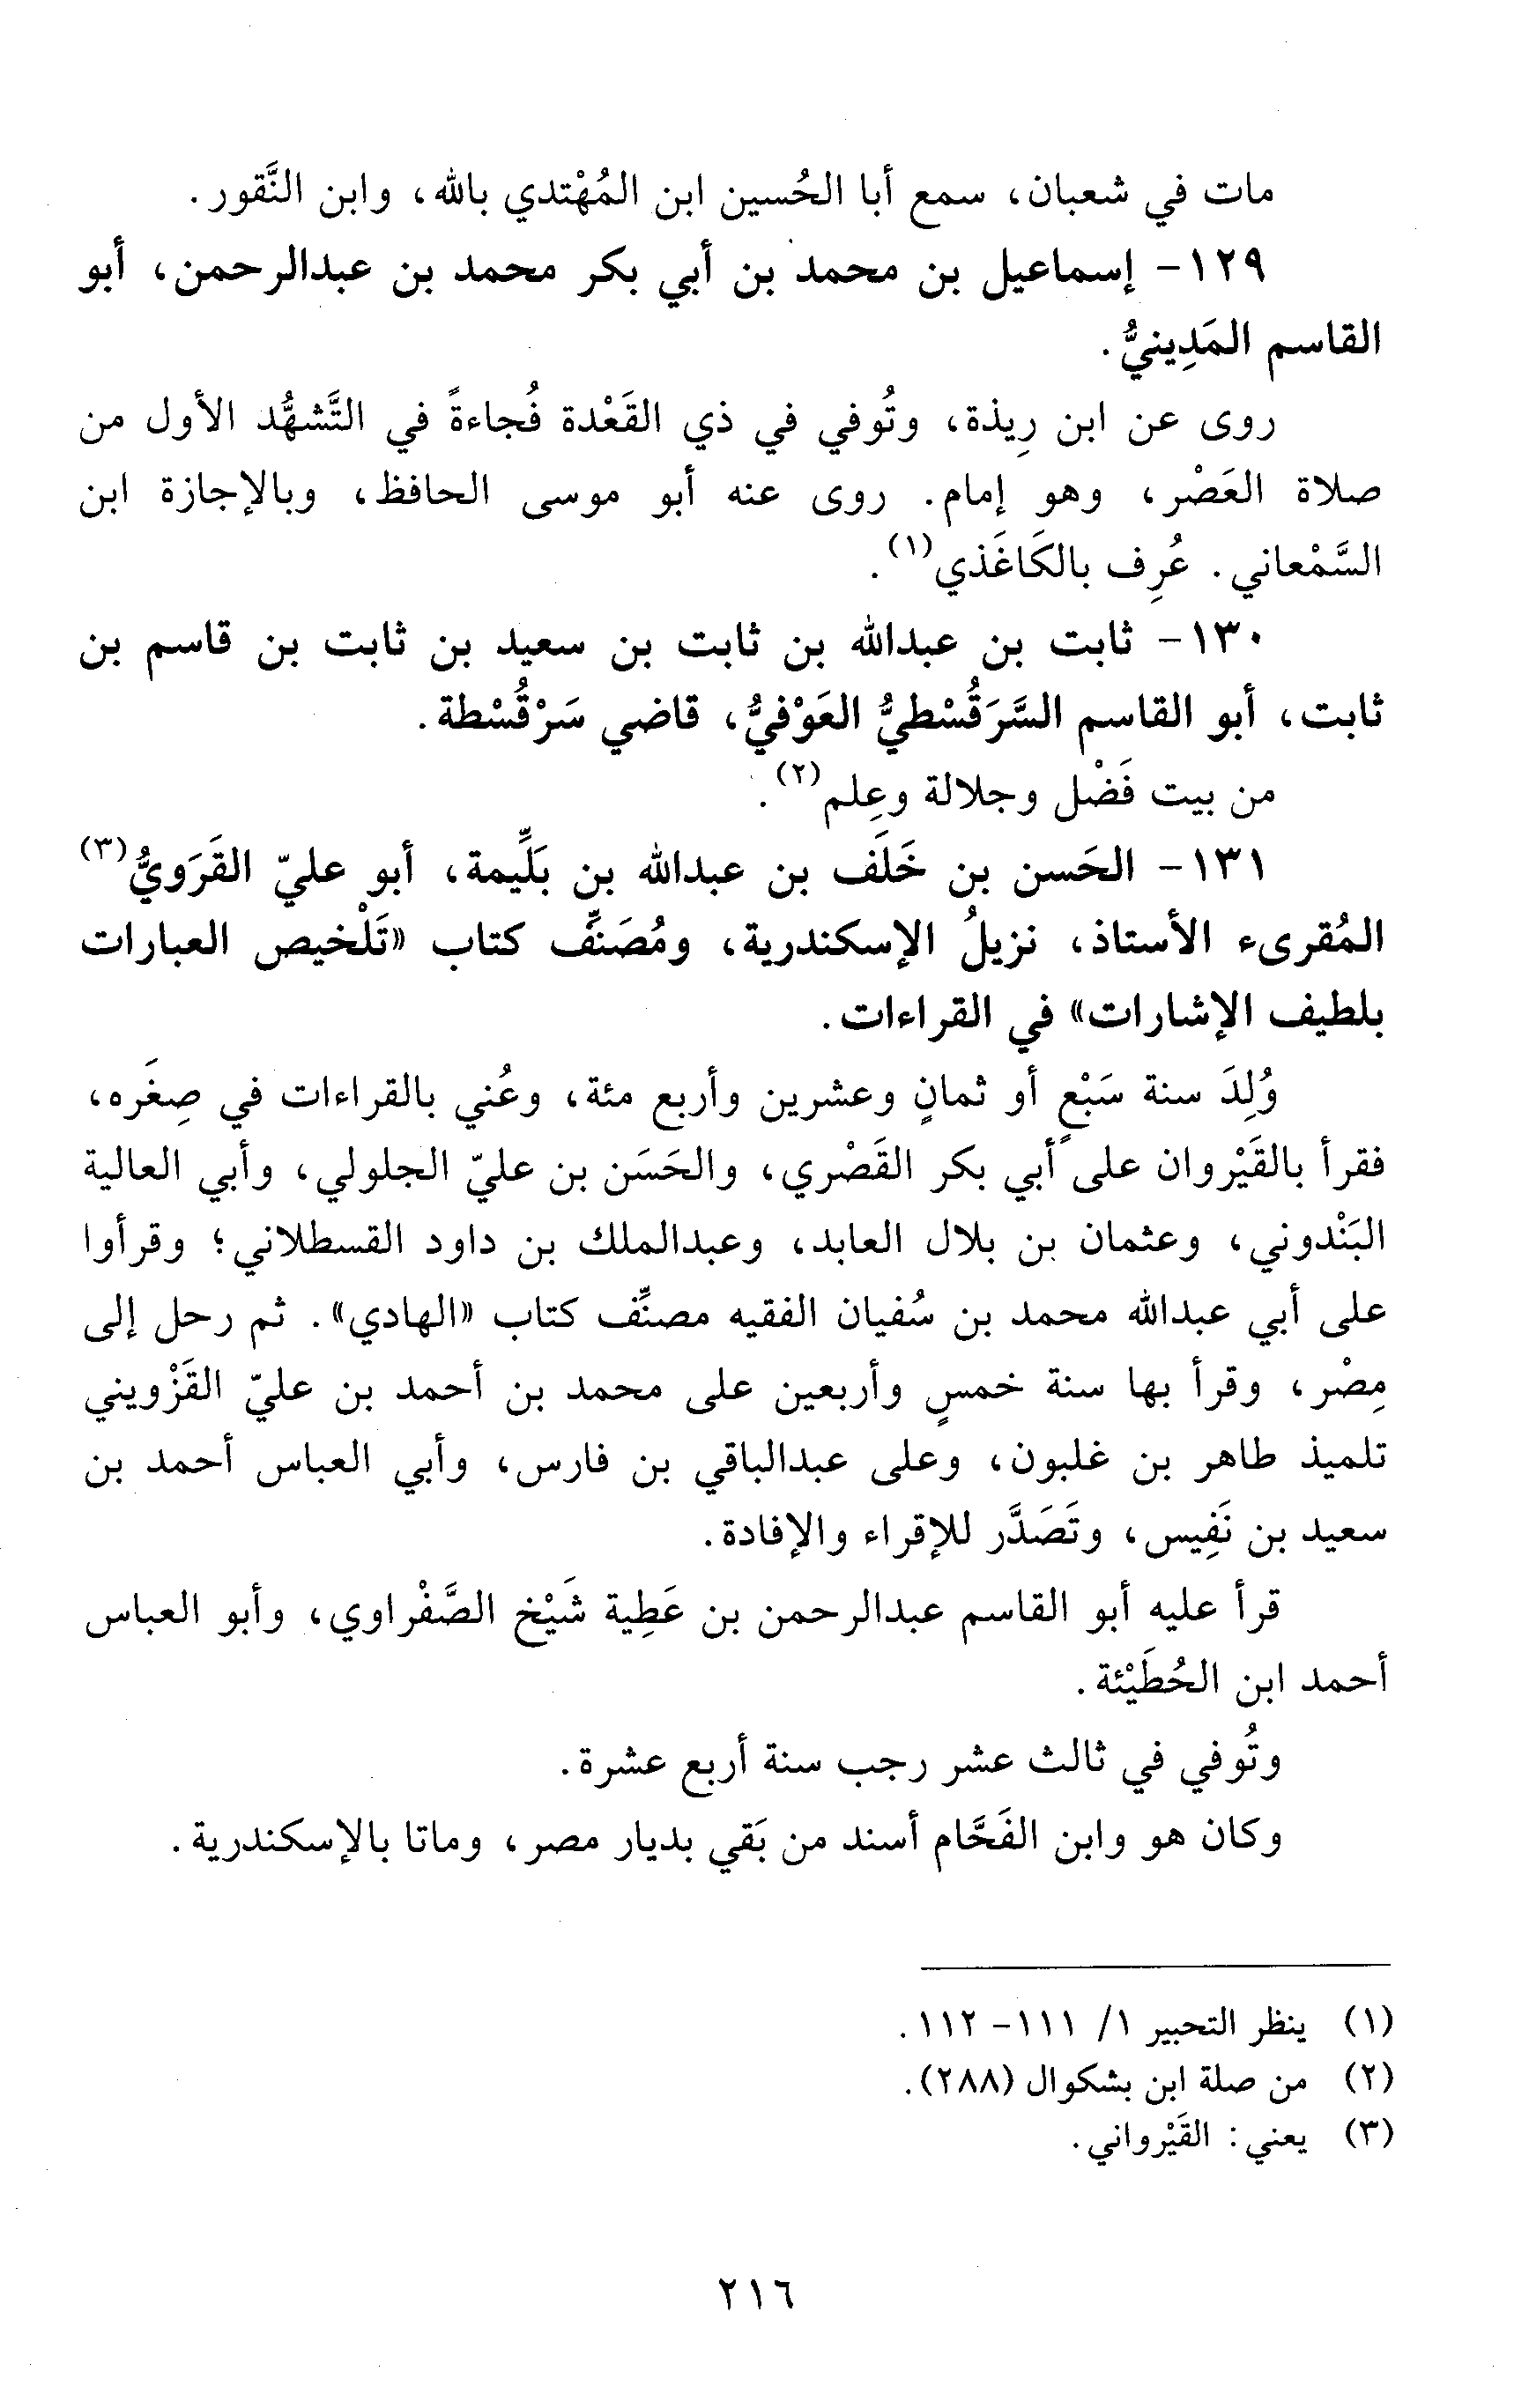 مات في شعبان، سمع أبا الحُسين ابن المُهْتدي بالله، وابن النَّقور.
١٢٩- إسماعيل بن محمد بن أبي بكر محمد بن عبدالرحمن، أبو
القاسم المَدِينيُّ.
روى عن ابن رِيذة، وتُوفي في ذي القَعْدة فُجاءةً في التَّشهُّد الأول من
صلاة العَصْر، وهو إمام. روى عنه أبو موسى الحافظ، وبالإجازة ابن
السَّمْعاني. عُرِف بالكَاغَذي(١).
١٣٠- ثابت بن عبدالله بن ثابت بن سعيد بن ثابت بن قاسم بن
ثابت، أبو القاسم السَّرَقُسْطيُّ العَوْفيُّ، قاضي سَرْقُسْطة.
من بيت فَضْل وجلالة وعِلم(٢).
١٣١- الحَسن بن خَلَف بن عبدالله بن بَلِّيمة، أبو عليّ القَرَويُّ(٣)
المُقرىء الأستاذ، نزيلُ الإسكندرية، ومُصَنِّف كتاب «تَلْخيص العبارات
بلطيف الإشارات» في القراءات.
وُلِدَ سنة سَبْعٍ أو ثمانٍ وعشرين وأربع مئة، وعُني بالقراءات في صِغَره،
فقرأ بالقَيْروان على أبي بكر القَصْري، والحَسَن بن عليّ الجلولي، وأبي العالية
البَنْدوني، وعثمان بن بلال العابد، وعبدالملك بن داود القسطلاني؛ وقرأوا
على أبي عبدالله محمد بن سُفيان الفقيه مصنِّف كتاب «الهادي». ثم رحل إلى
مِصْر، وقرأ بها سنة خمسٍ وأربعين على محمد بن أحمد بن عليّ القَزْويني
تلميذ طاهر بن غلبون، وعلى عبدالباقي بن فارس، وأبي العباس أحمد بن
سعيد بن نَفِيس، وتَصَدَّر للإقراء والإفادة.
قرأ عليه أبو القاسم عبدالرحمن بن عَطِية شَيْخ الصَّفْراوي، وأبو العباس
أحمد ابن الحُطَيْئة.
وتُوفي في ثالث عشر رجب سنة أربع عشرة.
وكان هو وابن الفَحَّام أسند من بَقي بديار مصر، وماتا بالإسكندرية.
(١) ينظر التحبير ١/ ١١١- ١١٢.
(٢) من صلة ابن بشكوال (٢٨٨).
(٣) يعني: القَيْرواني.
٢١٦